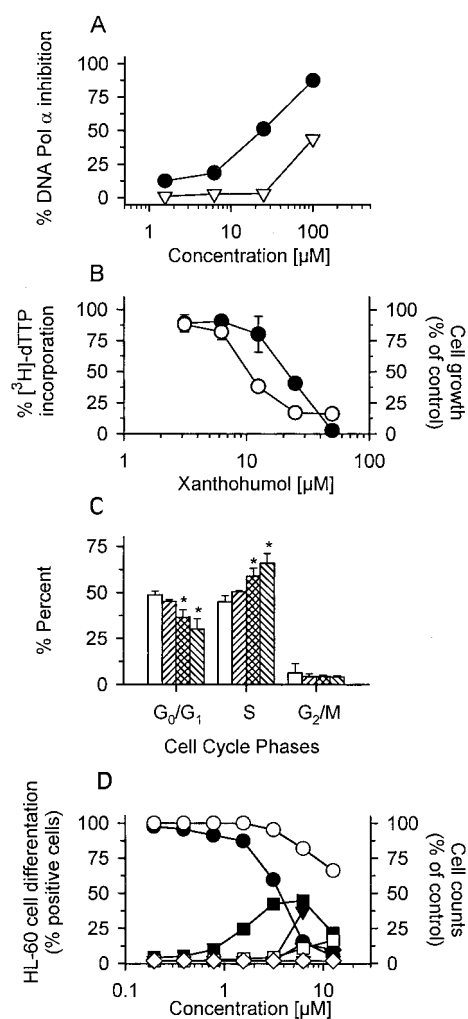 A
% DNA Pol α inhibition
100
75
50
25
0
1
10
100
Concentration [µM]
B
% [³H]-dTTP
incorporation
100
75
50
25
0
100
75
50
25
0
Cell growth
(% of control)
1
10
100
Xanthohumol [µM]
C
% Percent
75
50
25
0
*
*
*
*
G₀/G₁
S
G₂/M
Cell Cycle Phases
D
HL-60 cell differentation
(% positive cells)
100
75
50
25
0
100
75
50
25
0
Cell counts
(% of control)
0.1
1
10
Concentration [µM]